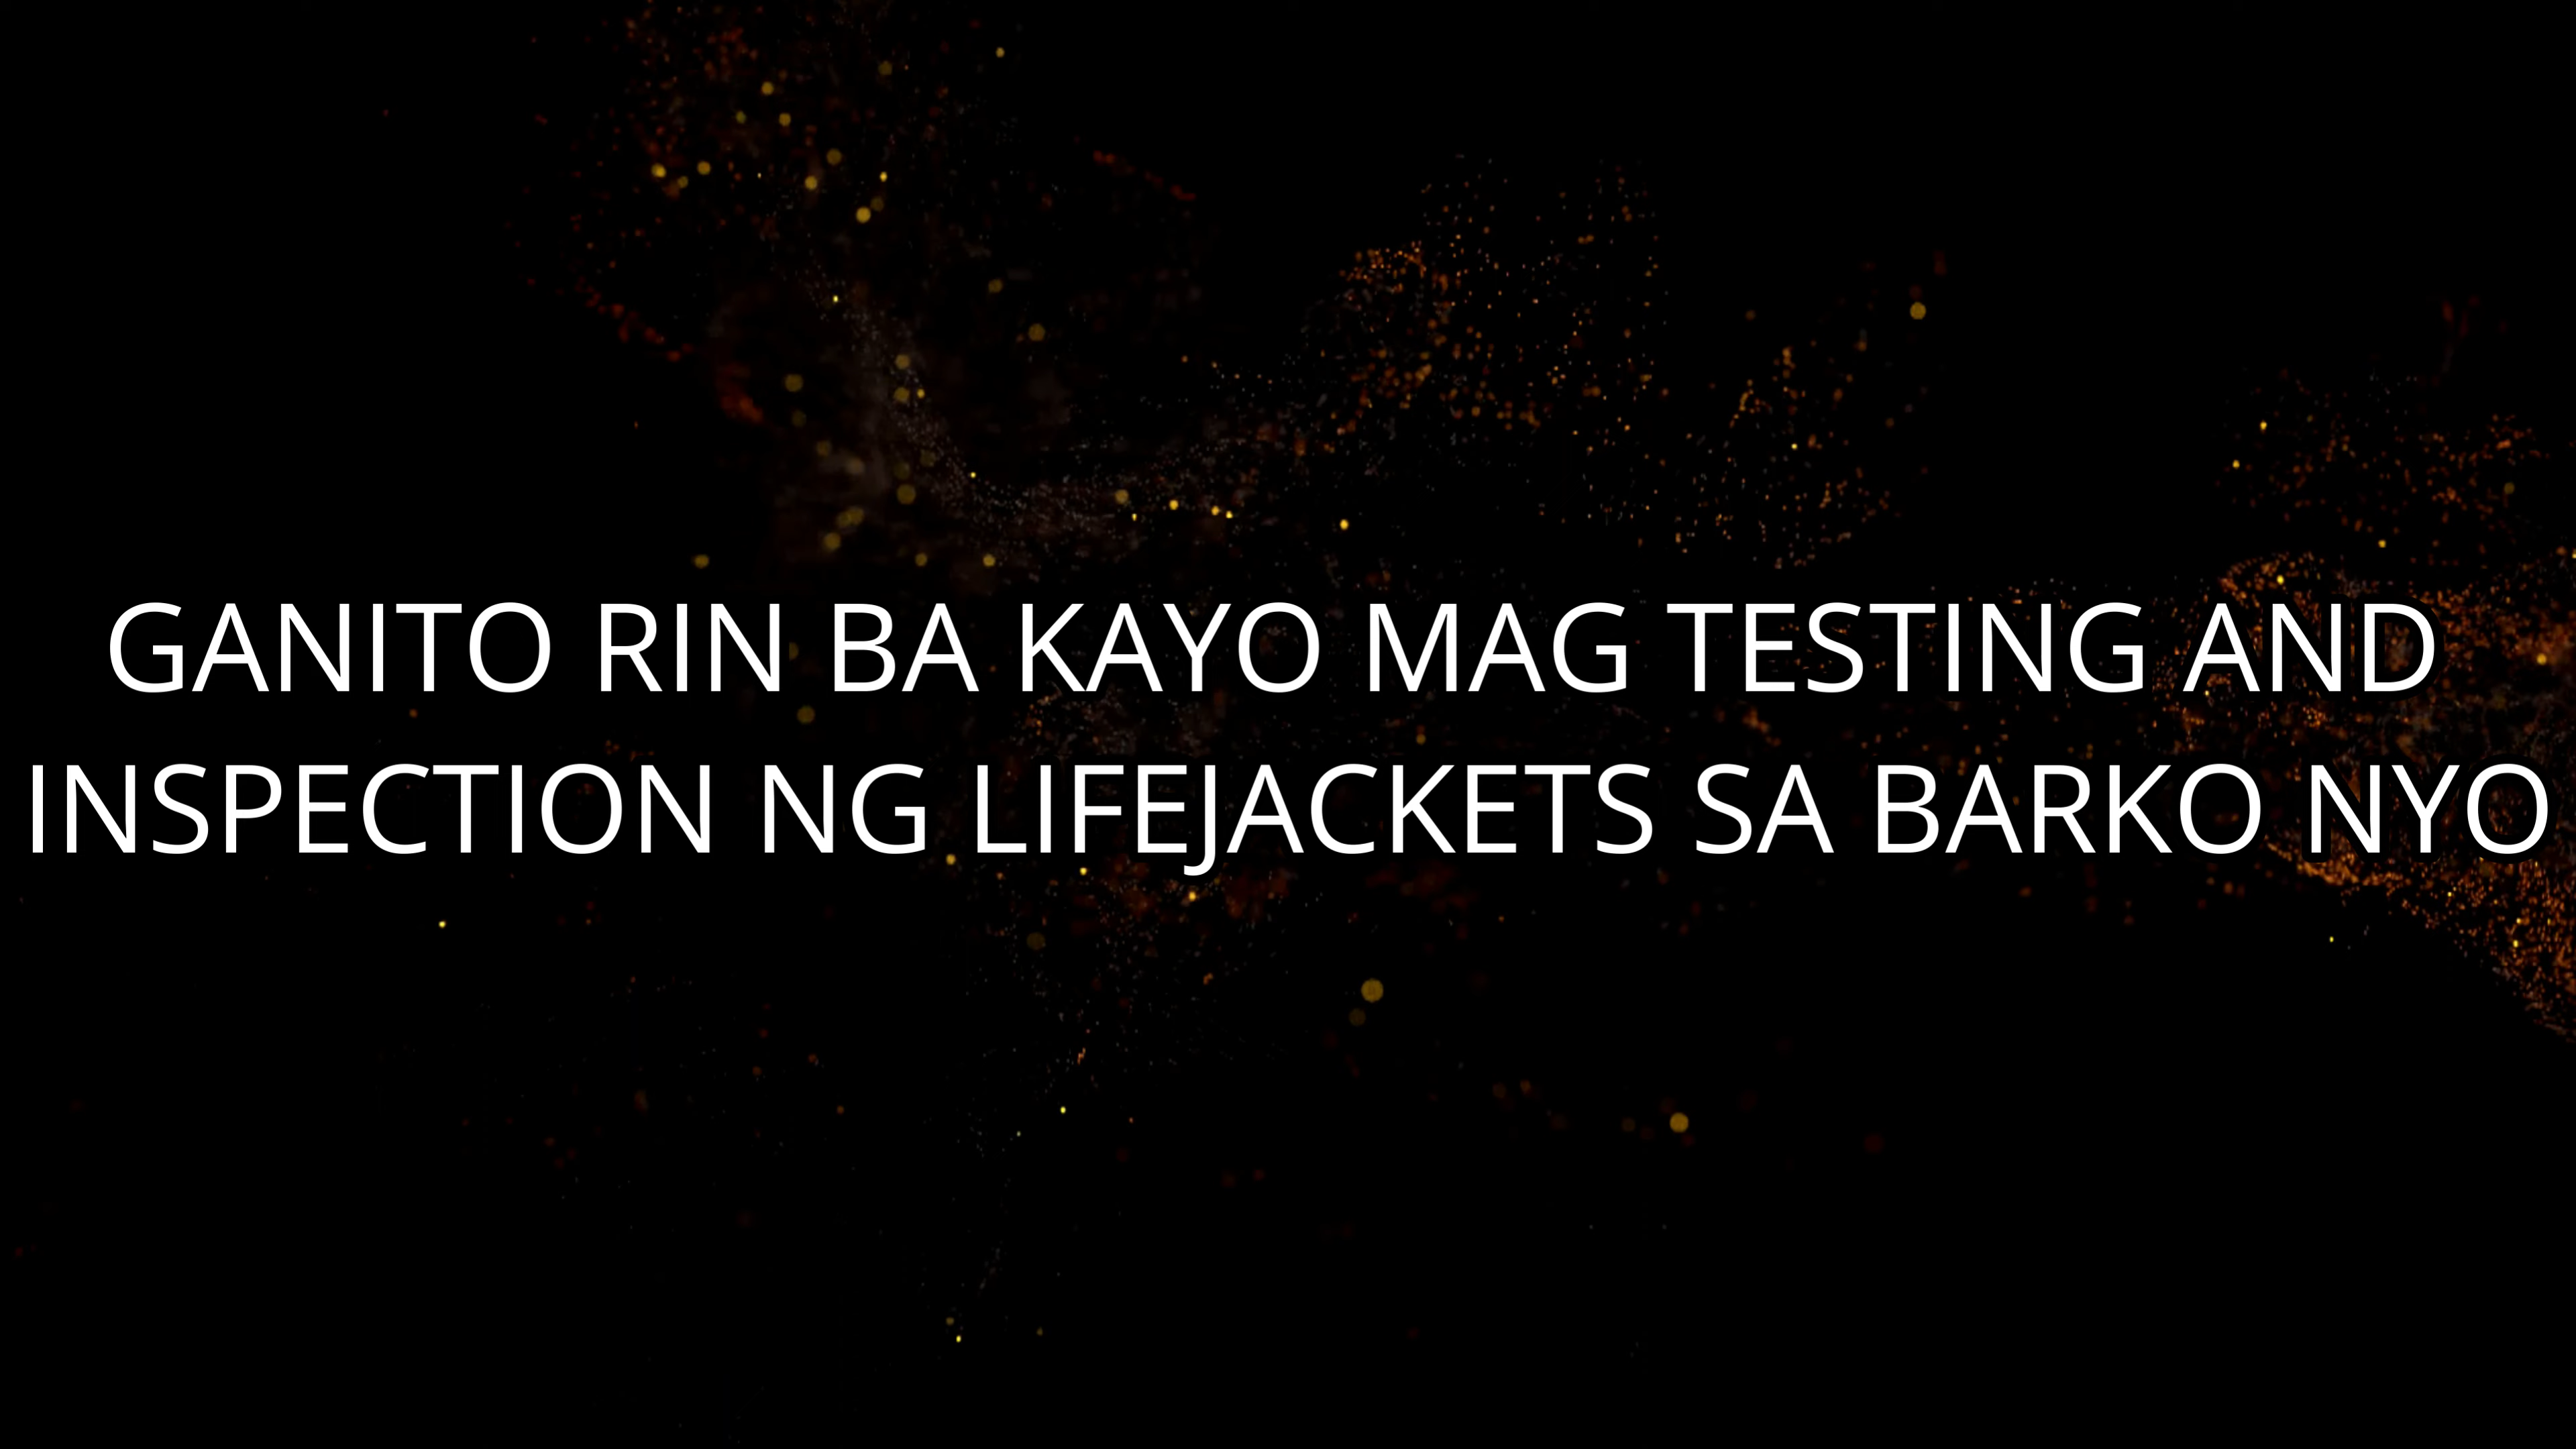 GANITO RIN BA KAYO MAG TESTING AND
INSPECTION NG LIFEJACKETS SA BARKO NYO